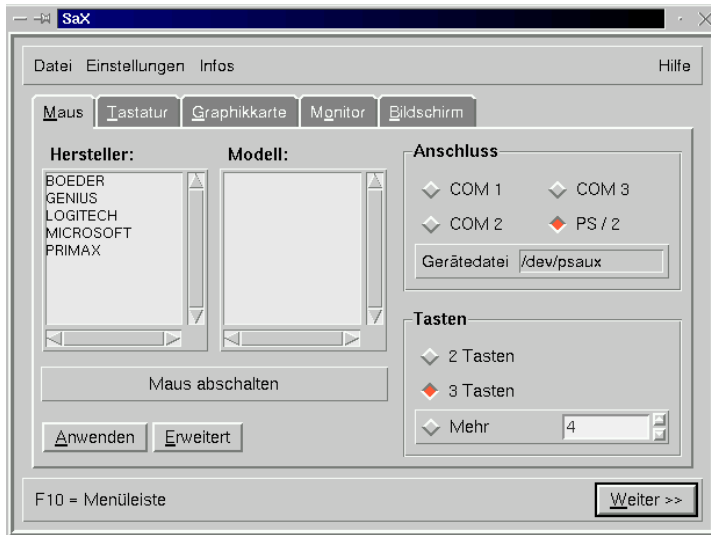 SaX
Datei Einstellungen Infos Hilfe
Maus Tastatur Graphikkarte Monitor Bildschirm
Hersteller:
BOEDER
GENIUS
LOGITECH
MICROSOFT
PRIMAX
Modell:
Maus abschalten
Anwenden Erweitert
Anschluss
COM 1 COM 3
COM 2 PS / 2
Gerätedatei /dev/psaux
Tasten
2 Tasten
3 Tasten
Mehr 4
F10 = Menüleiste Weiter >>